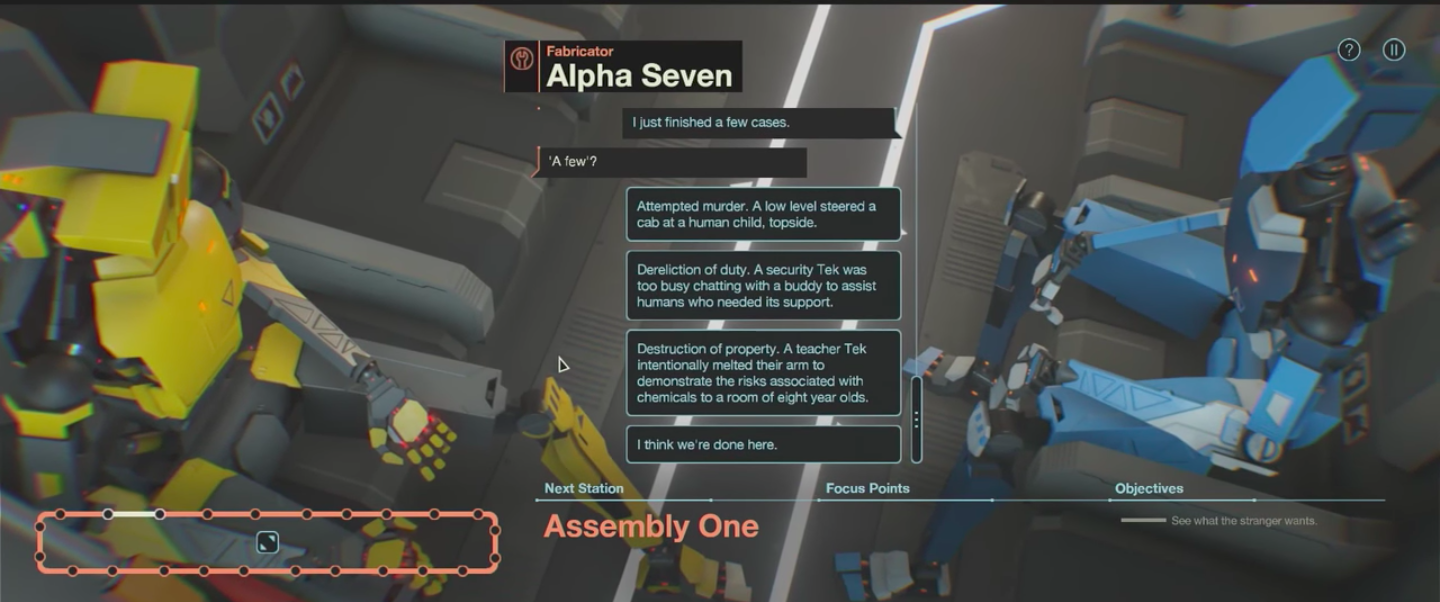 Fabricator
Alpha Seven
?
I just finished a few cases.
'A few'?
Attempted murder. A low level steered a
cab at a human child, topside.
Dereliction of duty. A security Tek was
too busy chatting with a buddy to assist
humans who needed its support.
Destruction of property. A teacher Tek
intentionally melted their arm to
demonstrate the risks associated with
chemicals to a room of eight year olds.
I think we're done here.
Next Station
Focus Points
Objectives
Assembly One
See what the stranger wants.